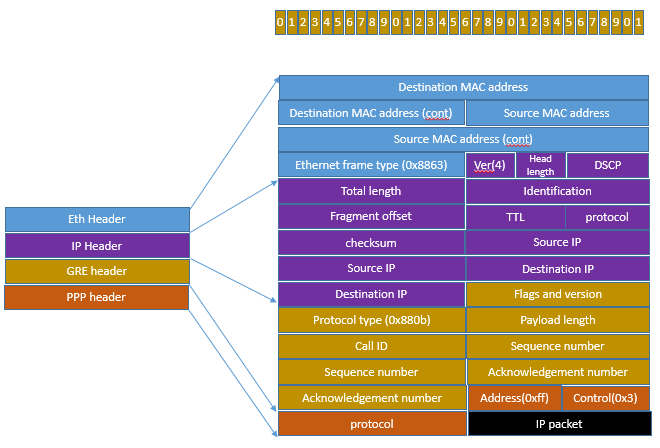 0 1 2 3 4 5 6 7 8 9 0 1 2 3 4 5 6 7 8 9 0 1 2 3 4 5 6 7 8 9 0 1
Destination MAC address
Destination MAC address (cont) Source MAC address
Source MAC address (cont)
Ethernet frame type (0x8863) Ver(4) Head length DSCP
Total length Identification
Fragment offset TTL protocol
checksum Source IP
Source IP Destination IP
Destination IP Flags and version
Protocol type (0x880b) Payload length
Call ID Sequence number
Sequence number Acknowledgement number
Acknowledgement number Address(0xff) Control(0x3)
protocol IP packet
Eth Header
IP Header
GRE header
PPP header